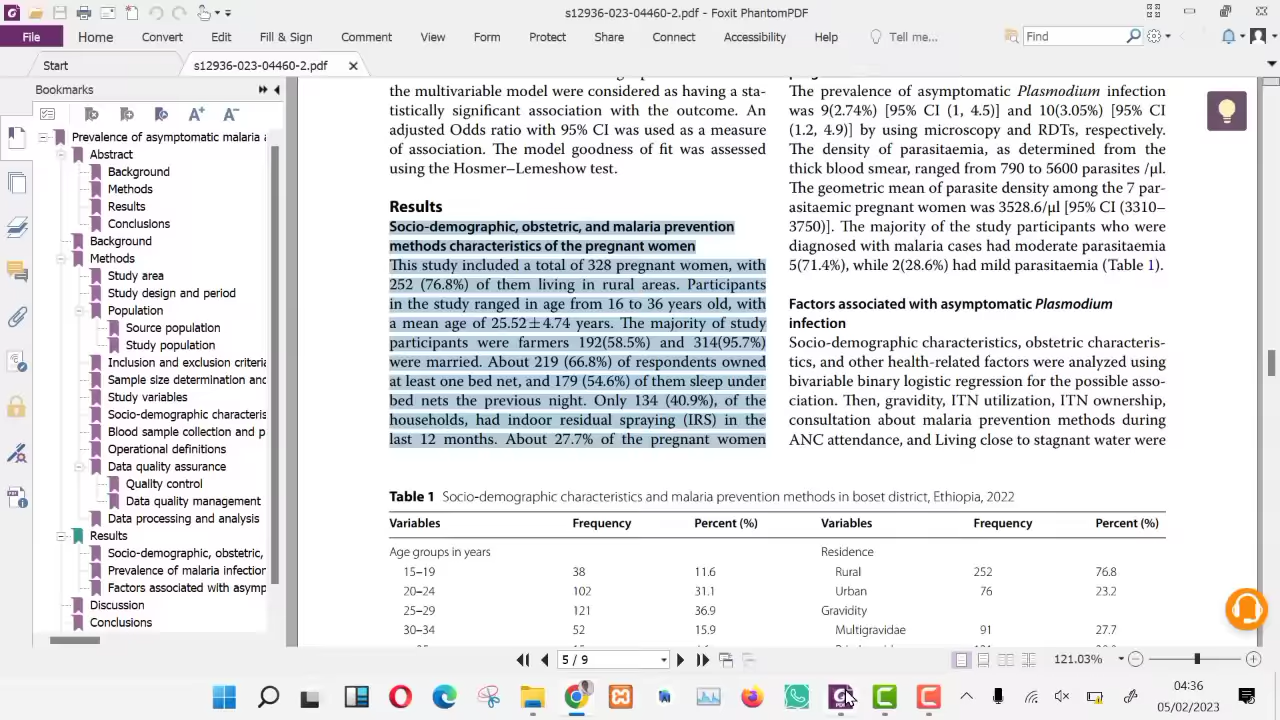 s12936-023-04460-2.pdf - Foxit PhantomPDF
File Home Convert Edit Fill & Sign Comment View Form Protect Share Connect Accessibility Help Tell me... Find
Start s12936-023-04460-2.pdf
Bookmarks
Prevalence of asymptomatic malaria a
Abstract
Background
Methods
Results
Conclusions
Background
Methods
Study area
Study design and period
Population
Source population
Study population
Inclusion and exclusion criteria
Sample size determination and
Study variables
Socio-demographic characteris
Blood sample collection and p
Operational definitions
Data quality assurance
Quality control
Data quality management
Data processing and analysis
Results
Socio-demographic, obstetric,
Prevalence of malaria infection
Factors associated with asymp
Discussion
Conclusions
the multivariable model were considered as having a sta-
tistically significant association with the outcome. An
adjusted Odds ratio with 95% CI was used as a measure
of association. The model goodness of fit was assessed
using the Hosmer–Lemeshow test.
Results
Socio-demographic, obstetric, and malaria prevention
methods characteristics of the pregnant women
This study included a total of 328 pregnant women, with
252 (76.8%) of them living in rural areas. Participants
in the study ranged in age from 16 to 36 years old, with
a mean age of 25.52±4.74 years. The majority of study
participants were farmers 192(58.5%) and 314(95.7%)
were married. About 219 (66.8%) of respondents owned
at least one bed net, and 179 (54.6%) of them sleep under
bed nets the previous night. Only 134 (40.9%), of the
households, had indoor residual spraying (IRS) in the
last 12 months. About 27.7% of the pregnant women
The prevalence of asymptomatic Plasmodium infection
was 9(2.74%) [95% CI (1, 4.5)] and 10(3.05%) [95% CI
(1.2, 4.9)] by using microscopy and RDTs, respectively.
The density of parasitaemia, as determined from the
thick blood smear, ranged from 790 to 5600 parasites /µl.
The geometric mean of parasite density among the 7 par-
asitaemic pregnant women was 3528.6/µl [95% CI (3310–
3750)]. The majority of the study participants who were
diagnosed with malaria cases had moderate parasitaemia
5(71.4%), while 2(28.6%) had mild parasitaemia (Table 1).
Factors associated with asymptomatic Plasmodium
infection
Socio-demographic characteristics, obstetric characteris-
tics, and other health-related factors were analyzed using
bivariable binary logistic regression for the possible asso-
ciation. Then, gravidity, ITN utilization, ITN ownership,
consultation about malaria prevention methods during
ANC attendance, and Living close to stagnant water were
Table 1 Socio-demographic characteristics and malaria prevention methods in boset district, Ethiopia, 2022
Variables Frequency Percent (%) Variables Frequency Percent (%)
Age groups in years Residence
15–19 38 11.6 Rural 252 76.8
20–24 102 31.1 Urban 76 23.2
25–29 121 36.9 Gravidity
30–34 52 15.9 Multigravidae 91 27.7
5 / 9 121.03%
04:36
05/02/2023